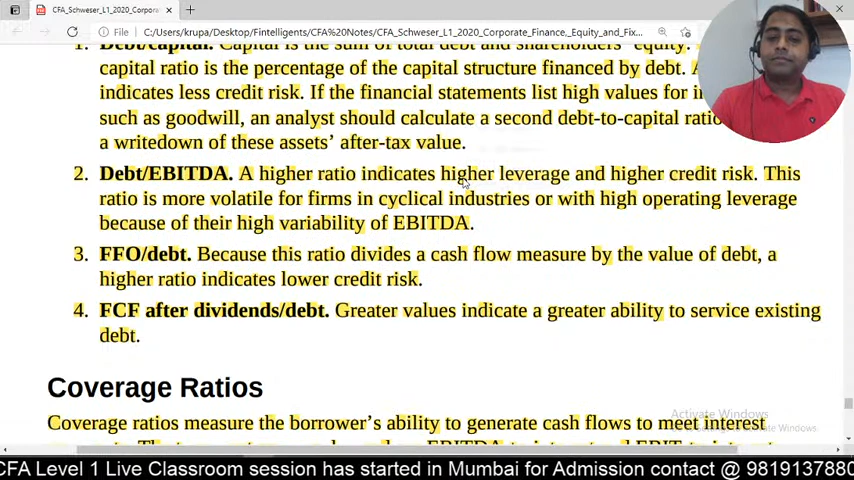 CFA_Schweser_L1_2020_Corpora
File
C:/Users/krupa/Desktop/Fintelligents/CFA%20Notes/CFA_Schweser_L1_2020_Corporate_Finance,_Equity_and_Fix...
1. Debt/capital. Capital is the sum of total debt and shareholders' equity.
capital ratio is the percentage of the capital structure financed by debt.
indicates less credit risk. If the financial statements list high values for
such as goodwill, an analyst should calculate a second debt-to-capital
a writedown of these assets' after-tax value.
2. Debt/EBITDA. A higher ratio indicates higher leverage and higher credit risk. This
ratio is more volatile for firms in cyclical industries or with high operating leverage
because of their high variability of EBITDA.
3. FFO/debt. Because this ratio divides a cash flow measure by the value of debt, a
higher ratio indicates lower credit risk.
4. FCF after dividends/debt. Greater values indicate a greater ability to service existing
debt.
Coverage Ratios
Coverage ratios measure the borrower's ability to generate cash flows to meet interest
Activate Windows
Windows.
CFA Level 1 Live Classroom session has started in Mumbai for Admission contact @ 9819137880